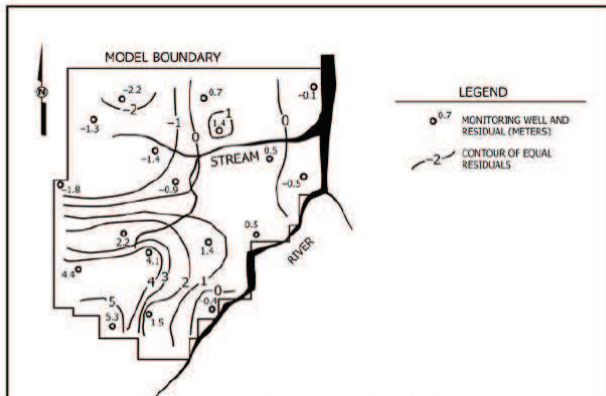 MODEL BOUNDARY
N
−2.2
−2
0.7
−0.1
−1.3
−1
0
1
1.4
0
−1.4
STREAM
0.5
−1.8
−0.9
−0.5
2.2
1.4
4.1
4.4
4 3 2 1
0
RIVER
5
5.3
1.5
−0.4
LEGEND
0.7 MONITORING WELL AND
RESIDUAL (METERS)
−2 CONTOUR OF EQUAL
RESIDUALS